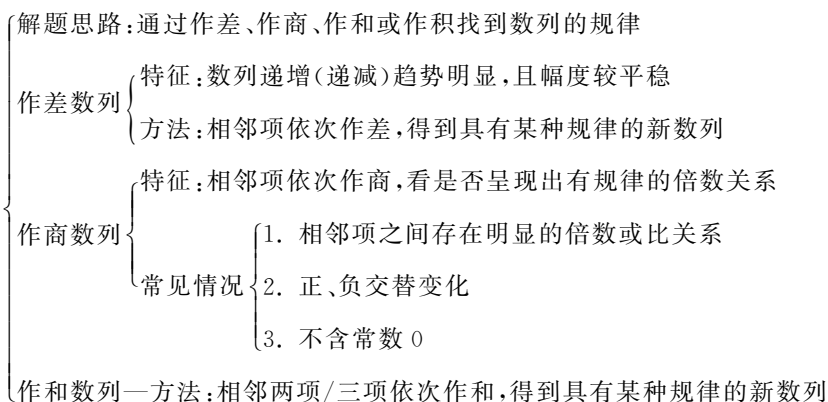 解题思路:通过作差、作商、作和或作积找到数列的规律
作差数列
特征:数列递增(递减)趋势明显,且幅度较平稳
方法:相邻项依次作差,得到具有某种规律的新数列
作商数列
特征:相邻项依次作商,看是否呈现出有规律的倍数关系
常见情况
1. 相邻项之间存在明显的倍数或比关系
2. 正、负交替变化
3. 不含常数 0
作和数列—方法:相邻两项/三项依次作和,得到具有某种规律的新数列